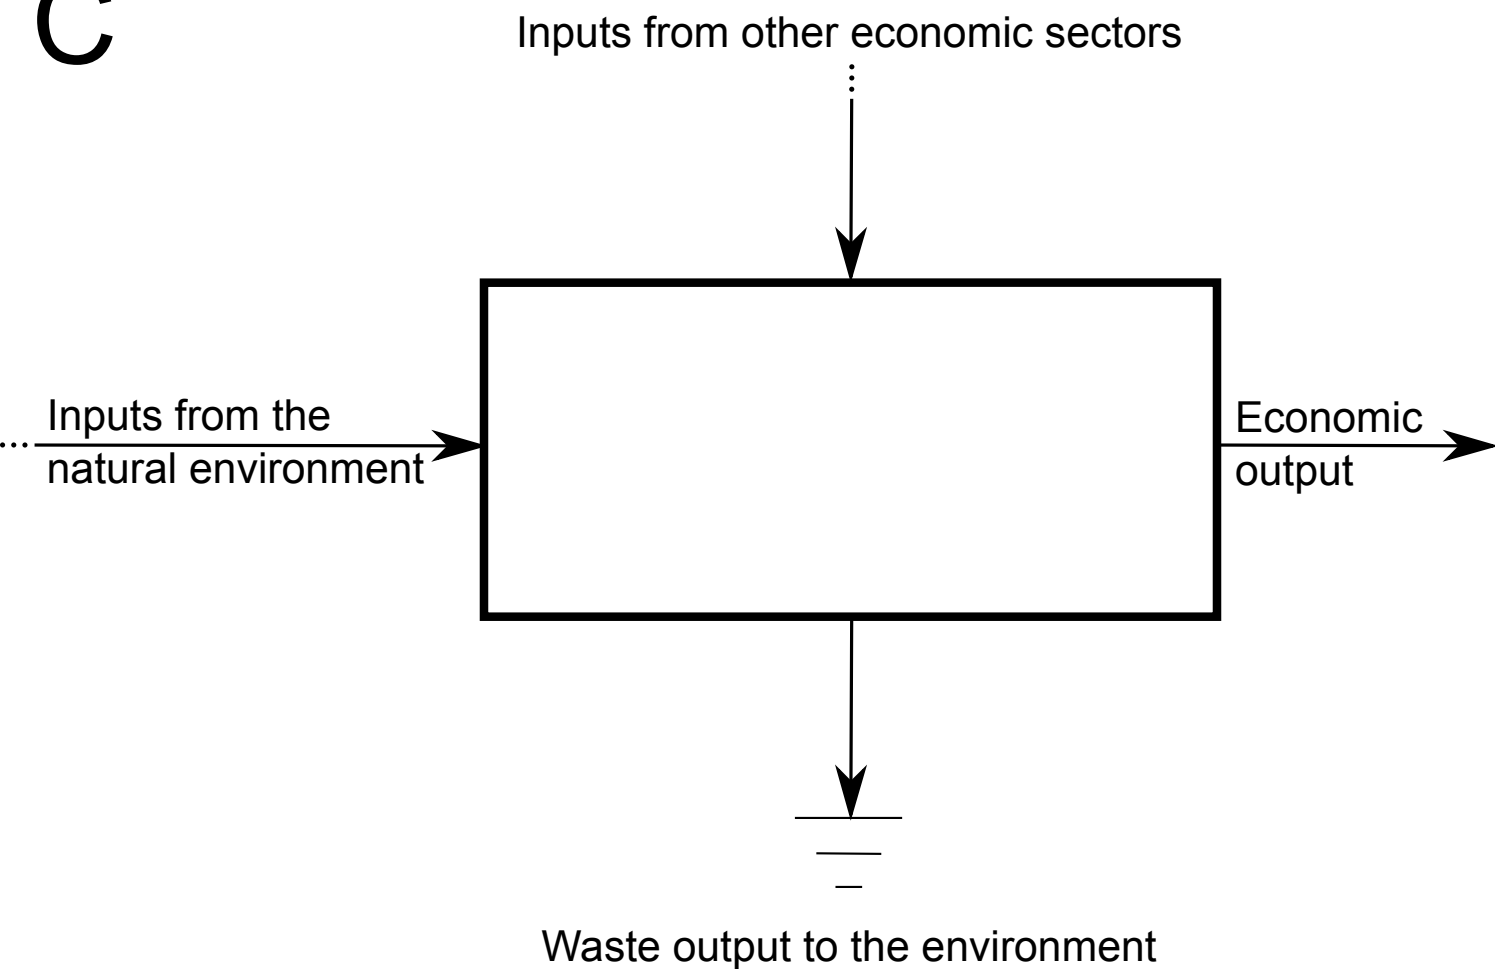 C
Inputs from other economic sectors
Inputs from the
natural environment
Economic
output
Waste output to the environment